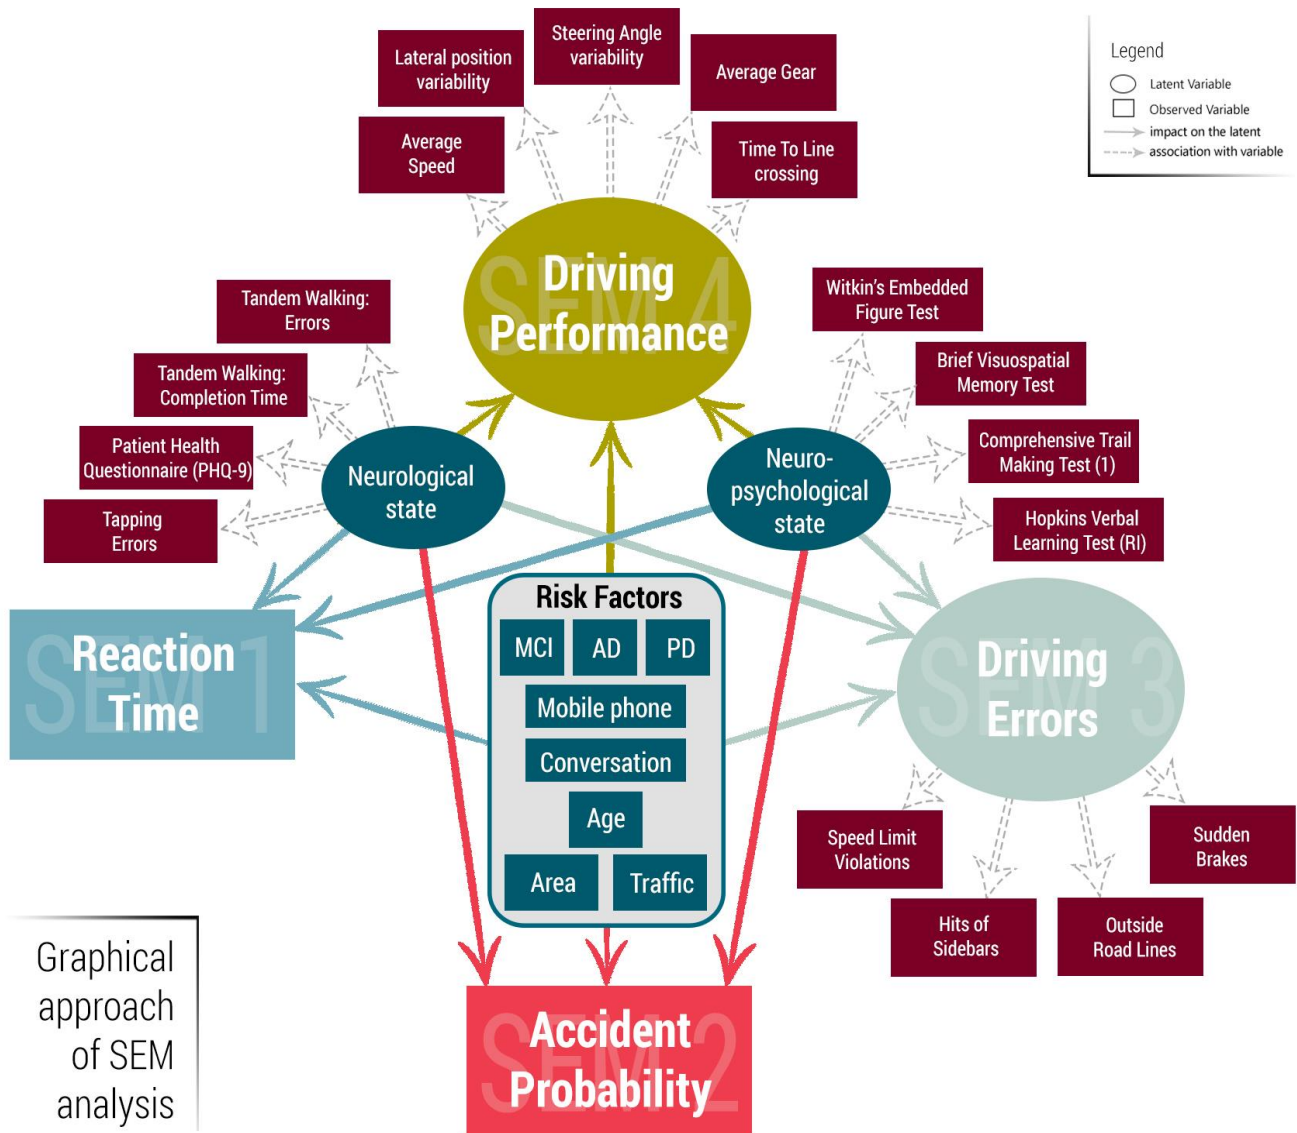 Steering Angle
variability
Lateral position
variability
Average Gear
Average
Speed
Time To Line
crossing
Legend
Latent Variable
Observed Variable
impact on the latent
association with variable
SEM 4
Driving
Performance
Tandem Walking:
Errors
Tandem Walking:
Completion Time
Patient Health
Questionnaire (PHQ-9)
Tapping
Errors
Witkin's Embedded
Figure Test
Brief Visuospatial
Memory Test
Comprehensive Trail
Making Test (1)
Hopkins Verbal
Learning Test (RI)
Neurological
state
Neuro-
psychological
state
SEM 1
Reaction
Time
Risk Factors
MCI AD PD
Mobile phone
Conversation
Age
Area Traffic
SEM 3
Driving
Errors
Speed Limit
Violations
Hits of
Sidebars
Outside
Road Lines
Sudden
Brakes
SEM 2
Accident
Probability
Graphical
approach
of SEM
analysis